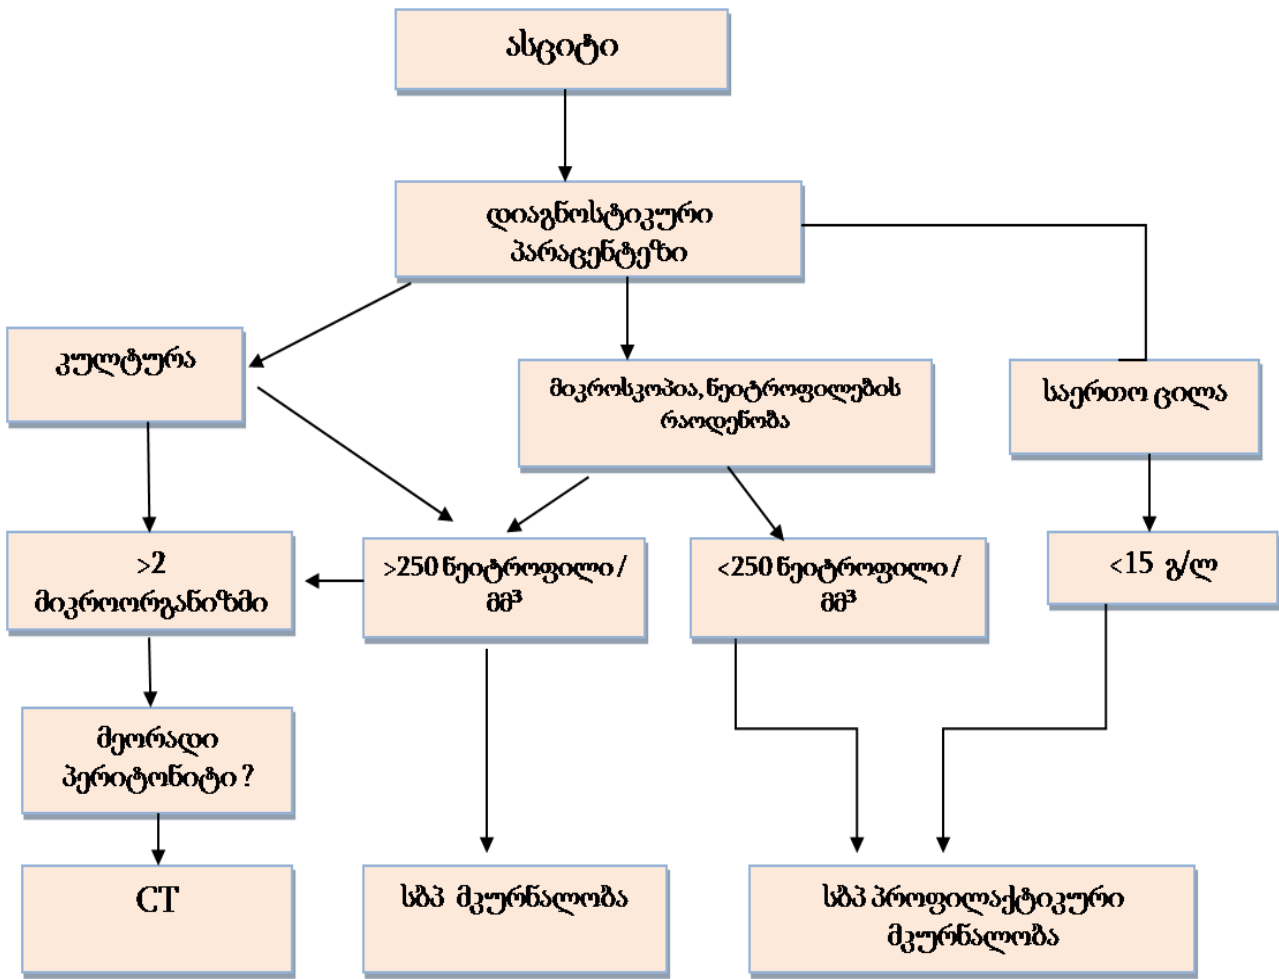 ასციტი
დიაგნოსტიკური
პარაცენტეზი
კულტურა
მიკროსკოპია, ნეიტროფილების
რაოდენობა
საერთო ცილა
>2
მიკროორგანიზმი
>250 ნეიტროფილი /
მმ³
<250 ნეიტროფილი /
მმ³
<15 გ/ლ
მეორადი
პერიტონიტი ?
CT
სბპ მკურნალობა
სბპ პროფილაქტიკური
მკურნალობა